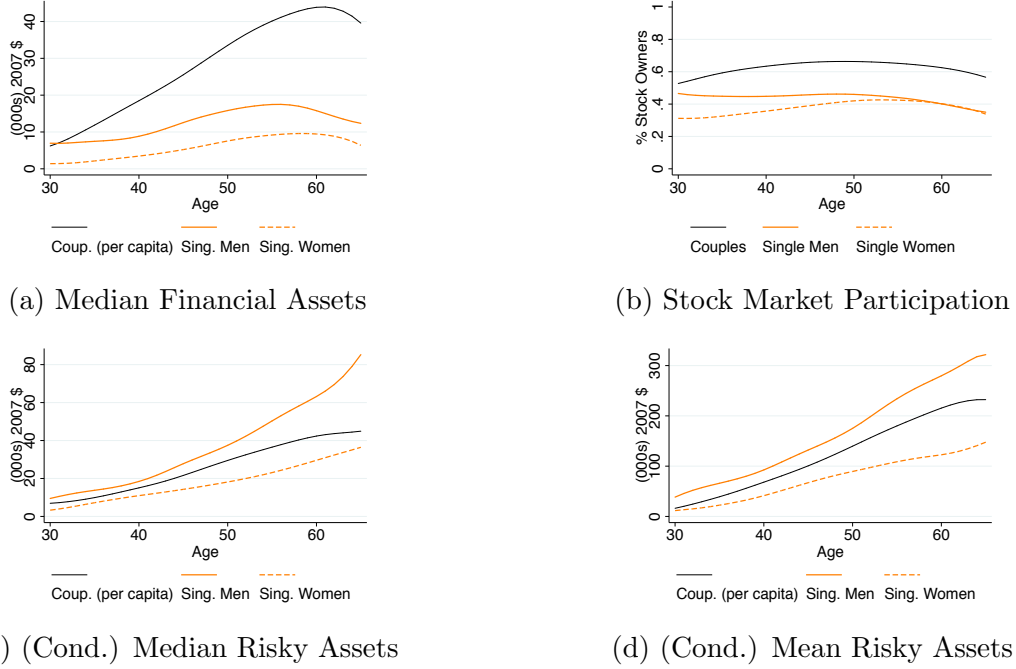 (000s) 2007 $
0 10 20 30 40
30 40 50 60
Age
Coup. (per capita) Sing. Men Sing. Women
(a) Median Financial Assets
% Stock Owners
0 .2 .4 .6 .8 1
30 40 50 60
Age
Couples Single Men Single Women
(b) Stock Market Participation
(000s) 2007 $
0 20 40 60 80
30 40 50 60
Age
Coup. (per capita) Sing. Men Sing. Women
) (Cond.) Median Risky Assets
(000s) 2007 $
0 100 200 300
30 40 50 60
Age
Coup. (per capita) Sing. Men Sing. Women
(d) (Cond.) Mean Risky Assets